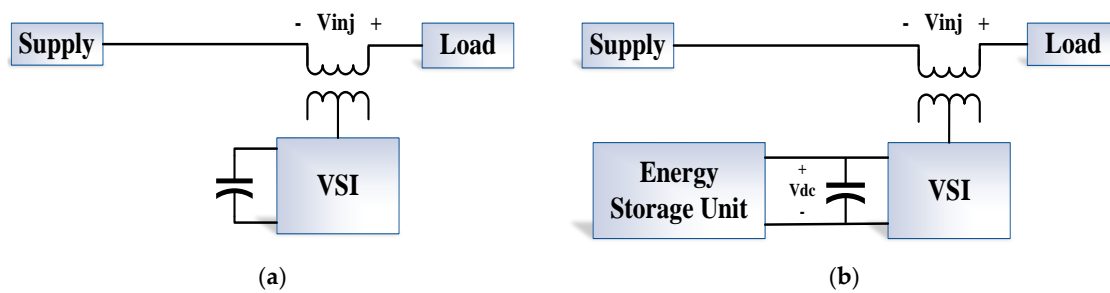 - Vinj +
Supply
Load
VSI
(a)
- Vinj +
Supply
Load
Energy
Storage Unit
+
Vdc
-
VSI
(b)